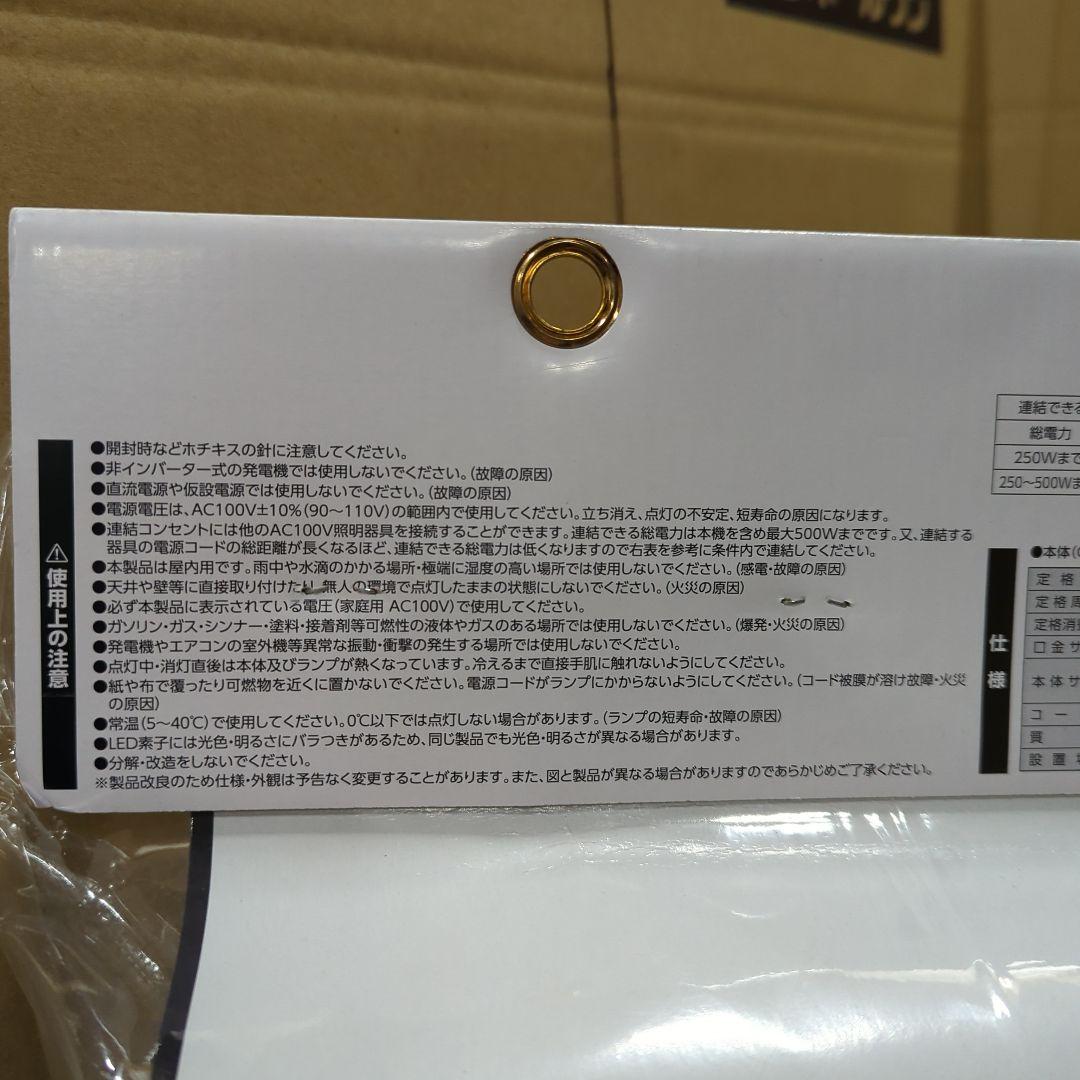 ⚠使用上の注意
●開封時などホチキスの針に注意してください。
●非インバーター式の発電機では使用しないでください。(故障の原因)
●直流電源や仮設電源では使用しないでください。(故障の原因)
●電源電圧は、AC100V±10%(90〜110V)の範囲内で使用してください。立ち消え、点灯の不安定、短寿命の原因になります。
●連結コンセントには他のAC100V照明器具を接続することができます。連結できる総電力は本機を含め最大500Wまでです。又、連結する
器具の電源コードの総距離が長くなるほど、連結できる総電力は低くなりますので右表を参考に条件内で連結してください。
●本製品は屋内用です。雨中や水滴のかかる場所・極端に湿度の高い場所では使用しないでください。(感電・故障の原因)
●天井や壁等に直接取り付けたり、無人の環境で点灯したままの状態にしないでください。(火災の原因)
●必ず本製品に表示されている電圧(家庭用 AC100V)で使用してください。
●ガソリン・ガス・シンナー・塗料・接着剤等可燃性の液体やガスのある場所では使用しないでください。(爆発・火災の原因)
●発電機やエアコンの室外機等異常な振動・衝撃の発生する場所では使用しないでください。
●点灯中・消灯直後は本体及びランプが熱くなっています。冷えるまで直接手肌に触れないようにしてください。
●紙や布で覆ったり可燃物を近くに置かないでください。電源コードがランプにかからないようにしてください。(コード被膜が溶け故障・火災
の原因)
●常温(5〜40℃)で使用してください。0℃以下では点灯しない場合があります。(ランプの短寿命・故障の原因)
●LED素子には光色・明るさにバラつきがあるため、同じ製品でも光色・明るさが異なる場合があります。
●分解・改造をしないでください。
※製品改良のため仕様・外観は予告なく変更することがあります。また、図と製品が異なる場合がありますのであらかじめご了承ください。
連結できる
総電力
250Wまで
250〜500Wま
仕様
●本体(
定格
定格周
定格消費
口金サ
本体サ
コー
質
設置場